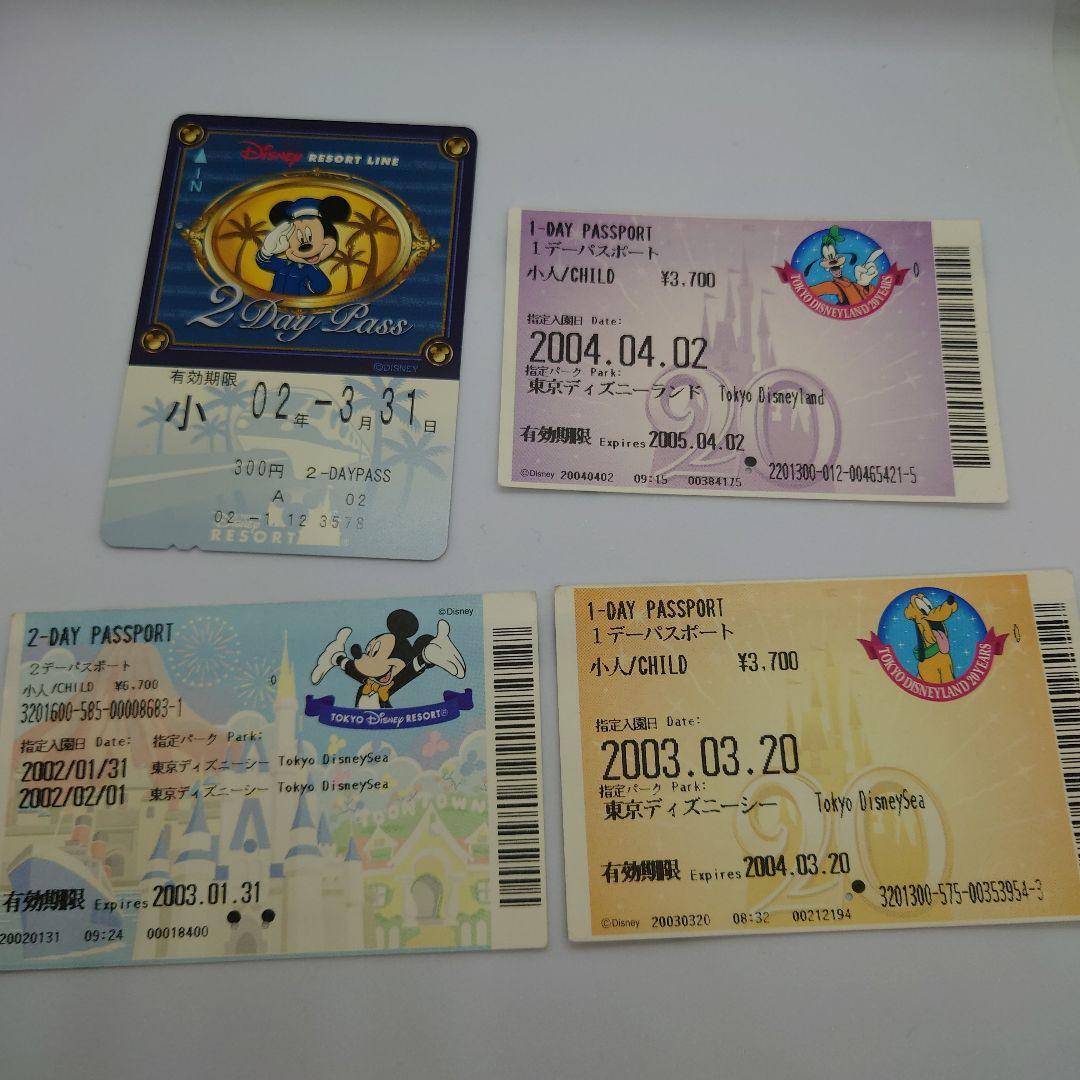 Disney RESORT LINE
IN
2 Day Pass
©DISNEY
有効期限
小 02年-3月31日
300円 2-DAYPASS
A 02
02-1.12 3578
RESORT
1-DAY PASSPORT
1デーパスポート
小人/CHILD ¥3,700
TOKYO DISNEYLAND 20 YEARS
0
指定入園日 Date:
2004.04.02
指定パーク Park:
東京ディズニーランド Tokyo Disneyland
20
有効期限 Expires 2005.04.02
2201300-012-00465421-5
©Disney 20040402 09:15 00384175
2-DAY PASSPORT
©Disney
2デーパスポート
小人/CHILD ¥6,700
0
3201600-585-00008683-1
TOKYO Disney RESORT®
指定入園日 Date: 指定パーク Park:
2002/01/31 東京ディズニーシー Tokyo DisneySea
2002/02/01 東京ディズニーシー Tokyo DisneySea
TOONTOWN
有効期限 Expires 2003.01.31
20020131 09:24 00018400
1-DAY PASSPORT
1デーパスポート
小人/CHILD ¥3,700
TOKYO DISNEYLAND 20 YEARS
0
指定入園日 Date:
2003.03.20
指定パーク Park:
東京ディズニーシー Tokyo DisneySea
20
有効期限 Expires 2004.03.20
3201300-575-00353954-3
©Disney 20030320 08:32 00212194